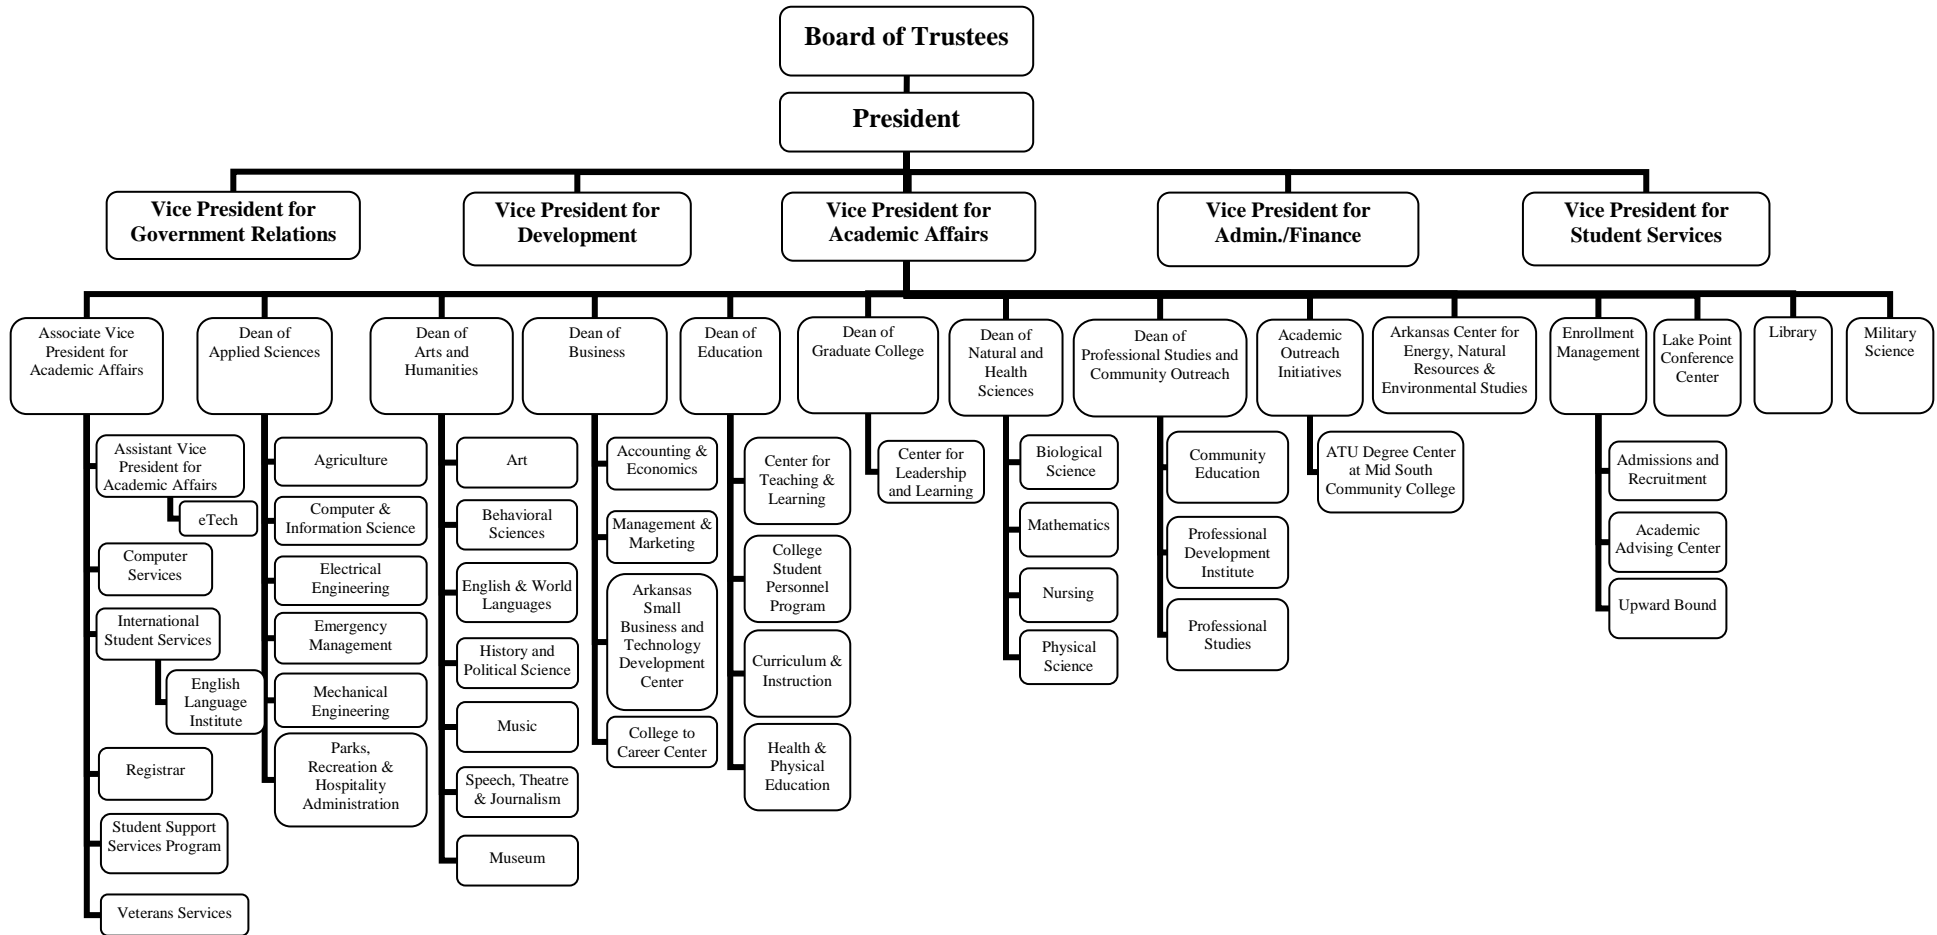 Board of Trustees
President
Vice President for
Government Relations
Vice President for
Development
Vice President for
Academic Affairs
Vice President for
Admin./Finance
Vice President for
Student Services
Associate Vice
President for
Academic Affairs
Dean of
Applied Sciences
Dean of
Arts and
Humanities
Dean of
Business
Dean of
Education
Dean of
Graduate College
Dean of
Natural and
Health
Sciences
Dean of
Professional Studies and
Community Outreach
Academic
Outreach
Initiatives
Arkansas Center for
Energy, Natural
Resources &
Environmental Studies
Enrollment
Management
Lake Point
Conference
Center
Library
Military
Science
Assistant Vice
President for
Academic Affairs
eTech
Computer
Services
International
Student Services
English
Language
Institute
Registrar
Student Support
Services Program
Veterans Services
Agriculture
Computer &
Information Science
Electrical
Engineering
Emergency
Management
Mechanical
Engineering
Parks,
Recreation &
Hospitality
Administration
Art
Behavioral
Sciences
English & World
Languages
History and
Political Science
Music
Speech, Theatre
& Journalism
Museum
Accounting &
Economics
Management &
Marketing
Arkansas
Small
Business and
Technology
Development
Center
College to
Career Center
Center for
Teaching &
Learning
College
Student
Personnel
Program
Curriculum &
Instruction
Health &
Physical
Education
Center for
Leadership
and Learning
Biological
Science
Mathematics
Nursing
Physical
Science
Community
Education
Professional
Development
Institute
Professional
Studies
ATU Degree Center
at Mid South
Community College
Admissions and
Recruitment
Academic
Advising Center
Upward Bound